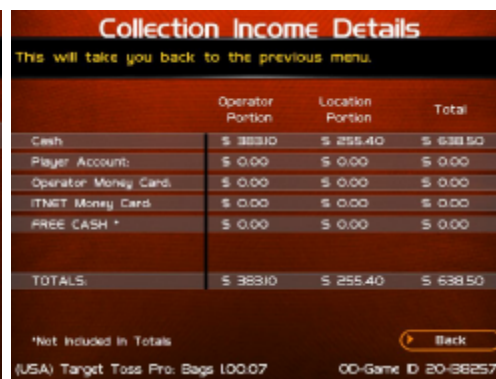 Collection Income Details
This will take you back to the previous menu.
Operator Portion Location Portion Total
Cash $ 383.10 $ 255.40 $ 638.50
Player Account: $ 0.00 $ 0.00 $ 0.00
Operator Money Card: $ 0.00 $ 0.00 $ 0.00
ITNET Money Card: $ 0.00 $ 0.00 $ 0.00
FREE CASH * $ 0.00 $ 0.00 $ 0.00
TOTALS: $ 383.10 $ 255.40 $ 638.50
*Not Included In Totals Back
(USA) Target Toss Pro: Bags 1.00.07 OD-Game ID 20-38257